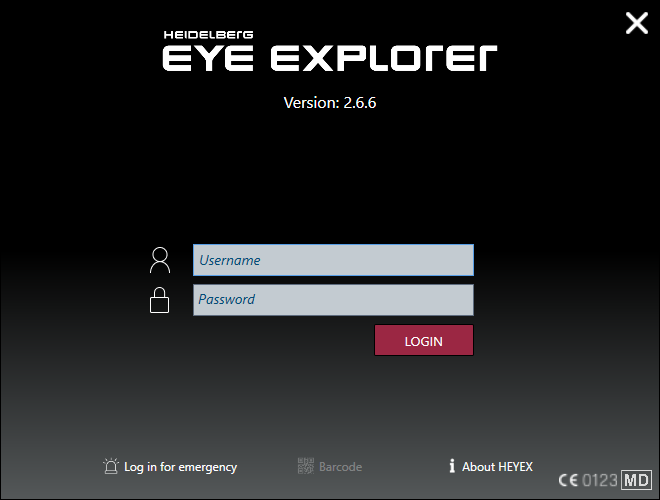 HEIDELBERG
EYE EXPLORER
Version: 2.6.6
Username
Password
LOGIN
Log in for emergency
Barcode
About HEYEX
CE 0123 MD